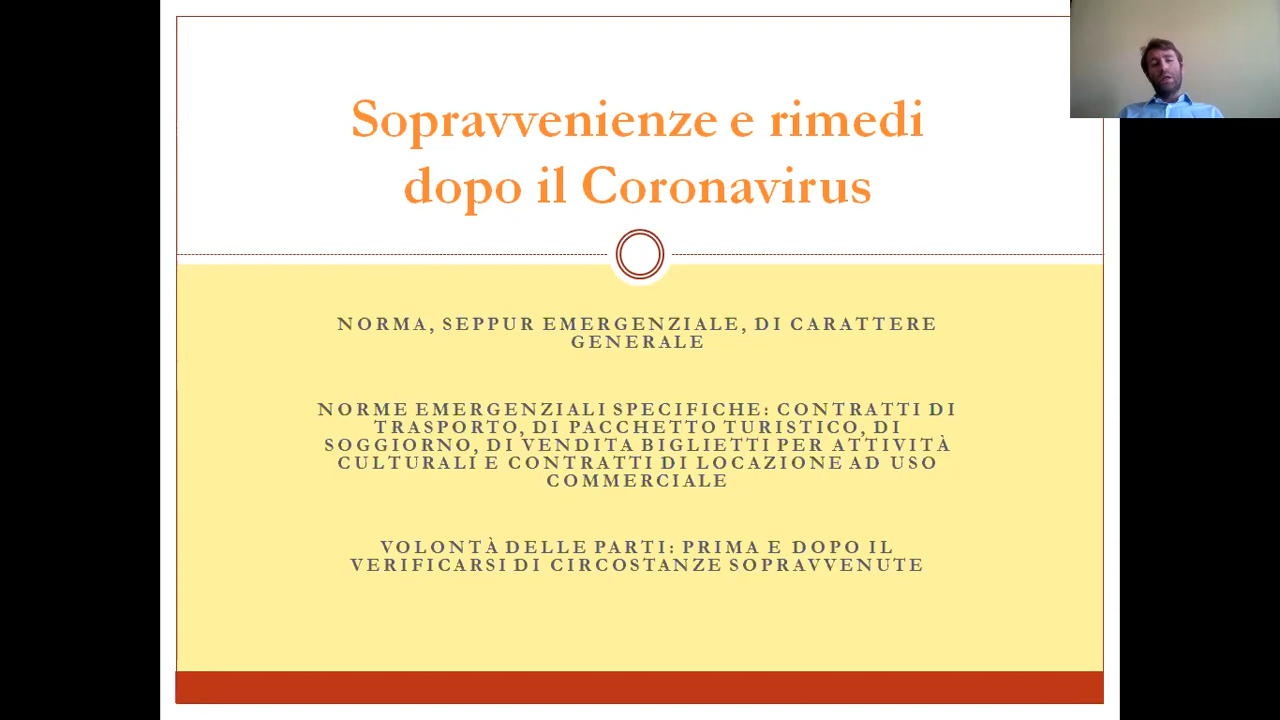 Sopravvenienze e rimedi
dopo il Coronavirus
NORMA, SEPPUR EMERGENZIALE, DI CARATTERE
GENERALE
NORME EMERGENZIALI SPECIFICHE: CONTRATTI DI
TRASPORTO, DI PACCHETTO TURISTICO, DI
SOGGIORNO, DI VENDITA BIGLIETTI PER ATTIVITÀ
CULTURALI E CONTRATTI DI LOCAZIONE AD USO
COMMERCIALE
VOLONTÀ DELLE PARTI: PRIMA E DOPO IL
VERIFICARSI DI CIRCOSTANZE SOPRAVVENUTE